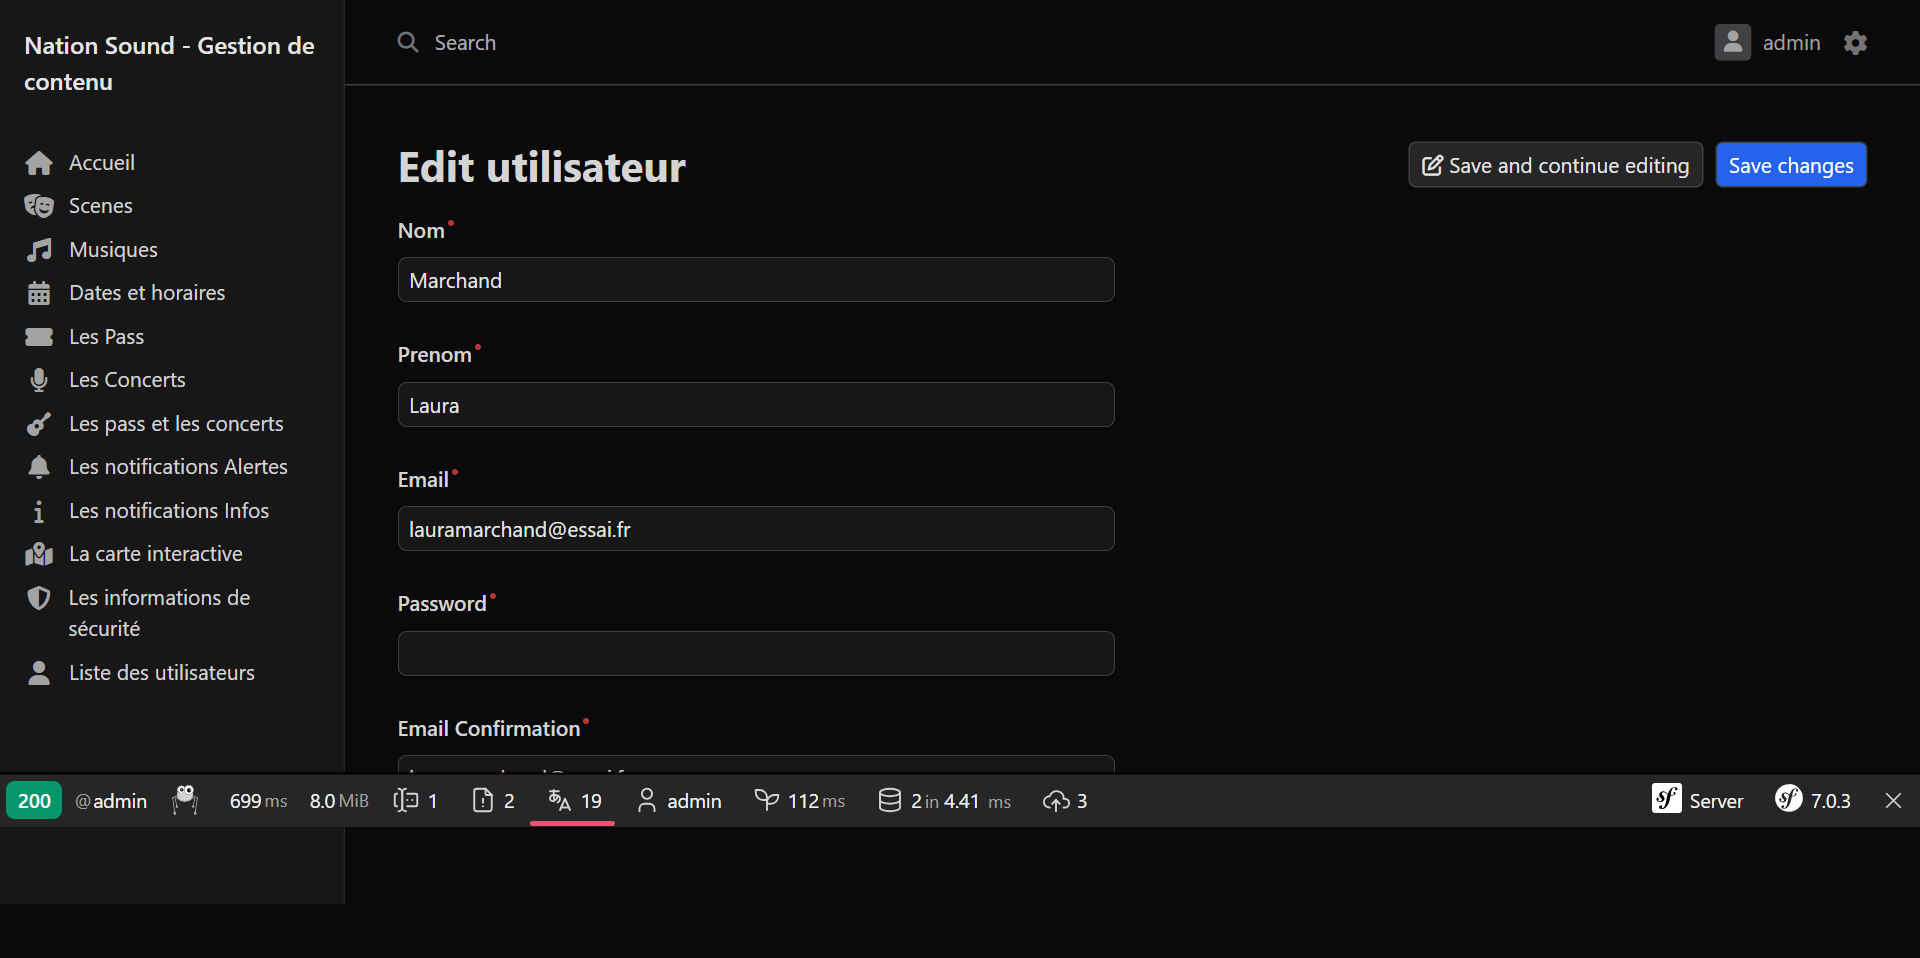 Nation Sound - Gestion de
contenu
Accueil
Scenes
Musiques
Dates et horaires
Les Pass
Les Concerts
Les pass et les concerts
Les notifications Alertes
Les notifications Infos
La carte interactive
Les informations de
sécurité
Liste des utilisateurs
Search
admin
Edit utilisateur
Save and continue editing
Save changes
Nom
Marchand
Prenom
Laura
Email
lauramarchand@essai.fr
Password
Email Confirmation
200 @admin 699 ms 8.0 MiB 1 2 19 admin 112 ms 2 in 4.41 ms 3 Server 7.0.3